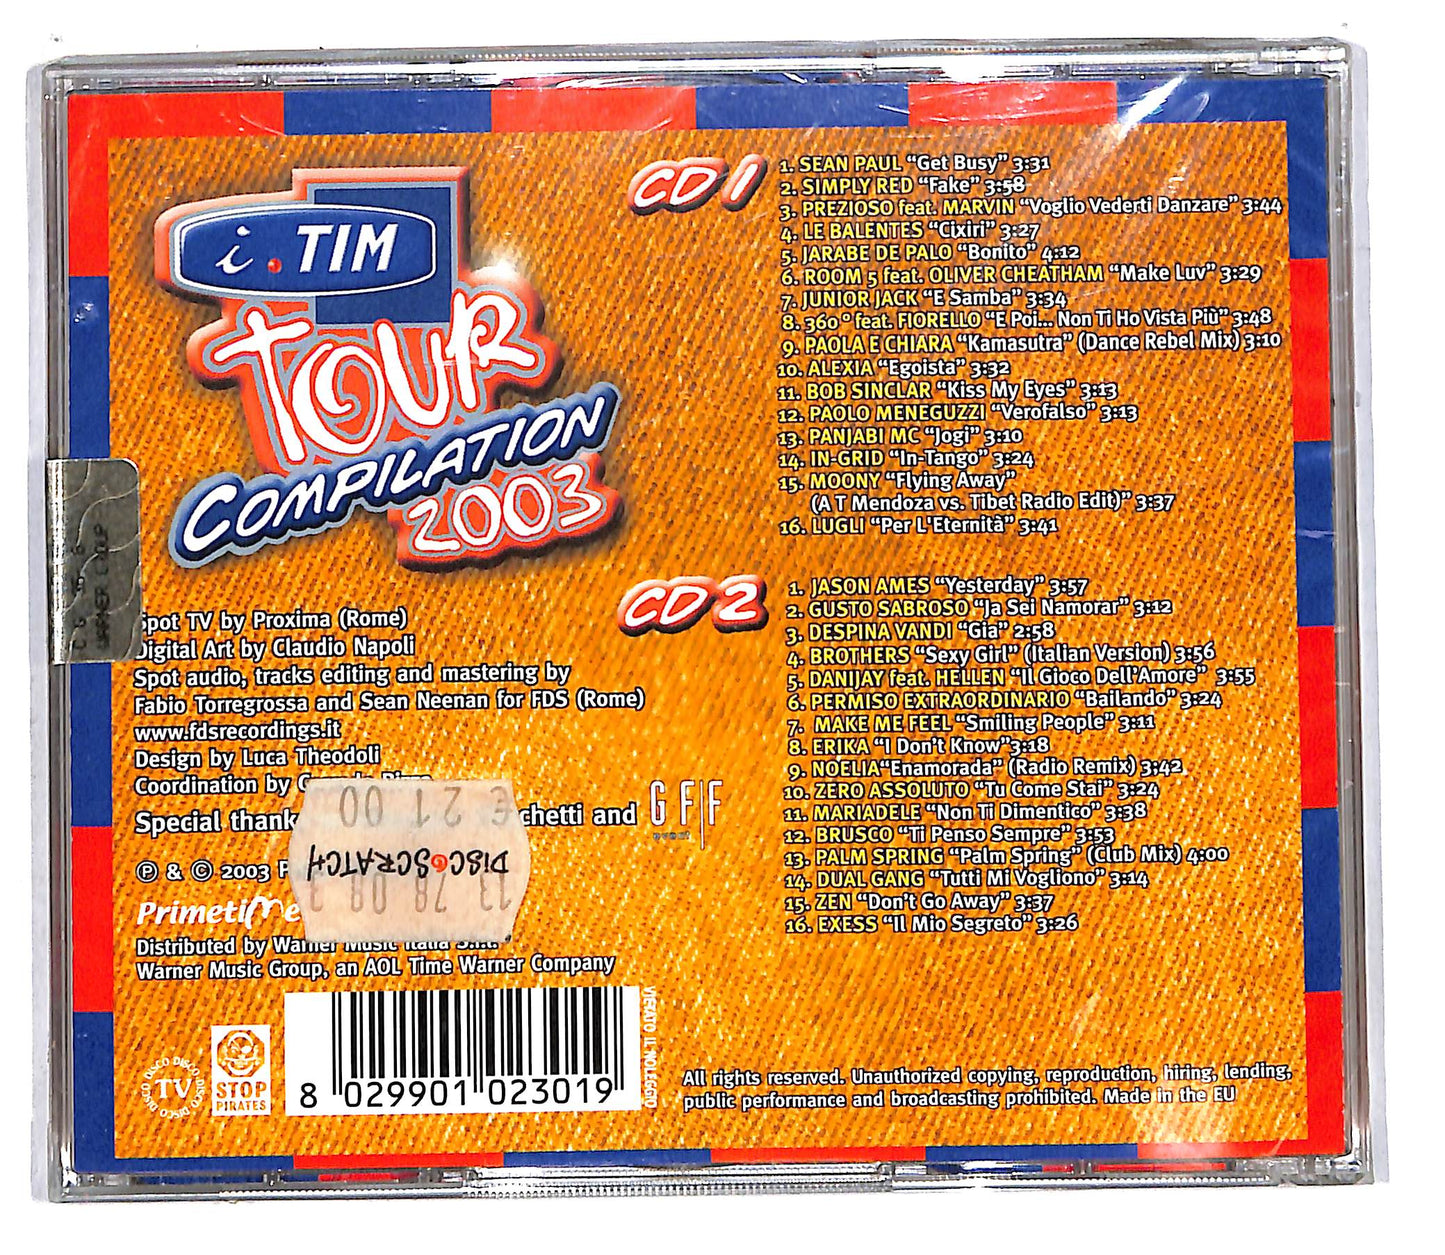 i.TIM
TOUR
COMPILATION
2003
CD 1
1. SEAN PAUL “Get Busy” 3:31
2. SIMPLY RED “Fake” 3:58
3. PREZIOSO feat. MARVIN “Voglio Vederti Danzare” 3:44
4. LE BALENTES “Cixiri” 3:27
5. JARABE DE PALO “Bonito” 4:12
6. ROOM 5 feat. OLIVER CHEATHAM “Make Luv” 3:29
7. JUNIOR JACK “E Samba” 3:34
8. 360° feat. FIORELLO “E Poi... Non Ti Ho Vista Più” 3:48
9. PAOLA E CHIARA “Kamasutra” (Dance Rebel Mix) 3:10
10. ALEXIA “Egoista” 3:32
11. BOB SINCLAR “Kiss My Eyes” 3:13
12. PAOLO MENEGUZZI “Verofalso” 3:13
13. PANJABI MC “Jogi” 3:10
14. IN-GRID “In-Tango” 3:24
15. MOONY “Flying Away”
(A T Mendoza vs. Tibet Radio Edit)” 3:37
16. LUGLI “Per L'Eternità” 3:41
CD 2
1. JASON AMES “Yesterday” 3:57
2. GUSTO SABROSO “Ja Sei Namorar” 3:12
3. DESPINA VANDI “Gia” 2:58
4. BROTHERS “Sexy Girl” (Italian Version) 3:56
5. DANIJAY feat. HELLEN “Il Gioco Dell'Amore” 3:55
6. PERMISO EXTRAORDINARIO “Bailando” 3:24
7. MAKE ME FEEL “Smiling People” 3:11
8. ERIKA “I Don't Know”3:18
9. NOELIA“Enamorada” (Radio Remix) 3;42
10. ZERO ASSOLUTO “Tu Come Stai” 3:24
11. MARIADELE “Non Ti Dimentico” 3:38
12. BRUSCO “Ti Penso Sempre” 3:53
13. PALM SPRING “Palm Spring” (Club Mix) 4:00
14. DUAL GANG “Tutti Mi Vogliono” 3:14
15. ZEN “Don't Go Away” 3:37
16. EXESS “Il Mio Segreto” 3:26
Spot TV by Proxima (Rome)
Digital Art by Claudio Napoli
Spot audio, tracks editing and mastering by
Fabio Torregrossa and Sean Neenan for FDS (Rome)
www.fdsrecordings.it
Design by Luca Theodoli
Coordination by
Special thank chetti and GFF
event
℗ & © 2003 P
€ 21 00
DISC SCRATCH
Primetime
Distributed by Warner Music Italia S.r.l.
Warner Music Group, an AOL Time Warner Company
DISCO DISCO DISCO DISCO
TV
STOP
PIRATES
8 029901 023019
VIETATO IL NOLEGGIO
All rights reserved. Unauthorized copying, reproduction, hiring, lending,
public performance and broadcasting prohibited. Made in the EU